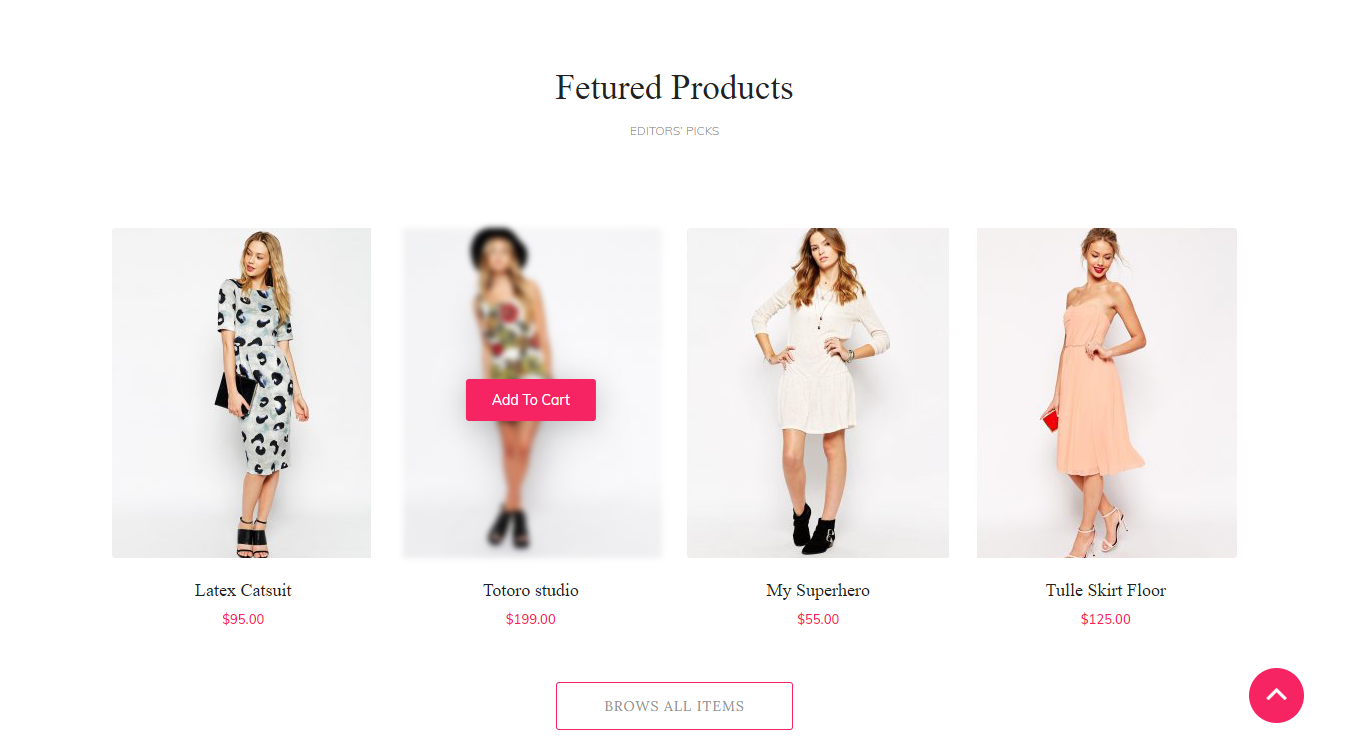 Fetured Products
EDITORS' PICKS
Add To Cart
Latex Catsuit
Totoro studio
My Superhero
Tulle Skirt Floor
$95.00
$199.00
$55.00
$125.00
BROWS ALL ITEMS